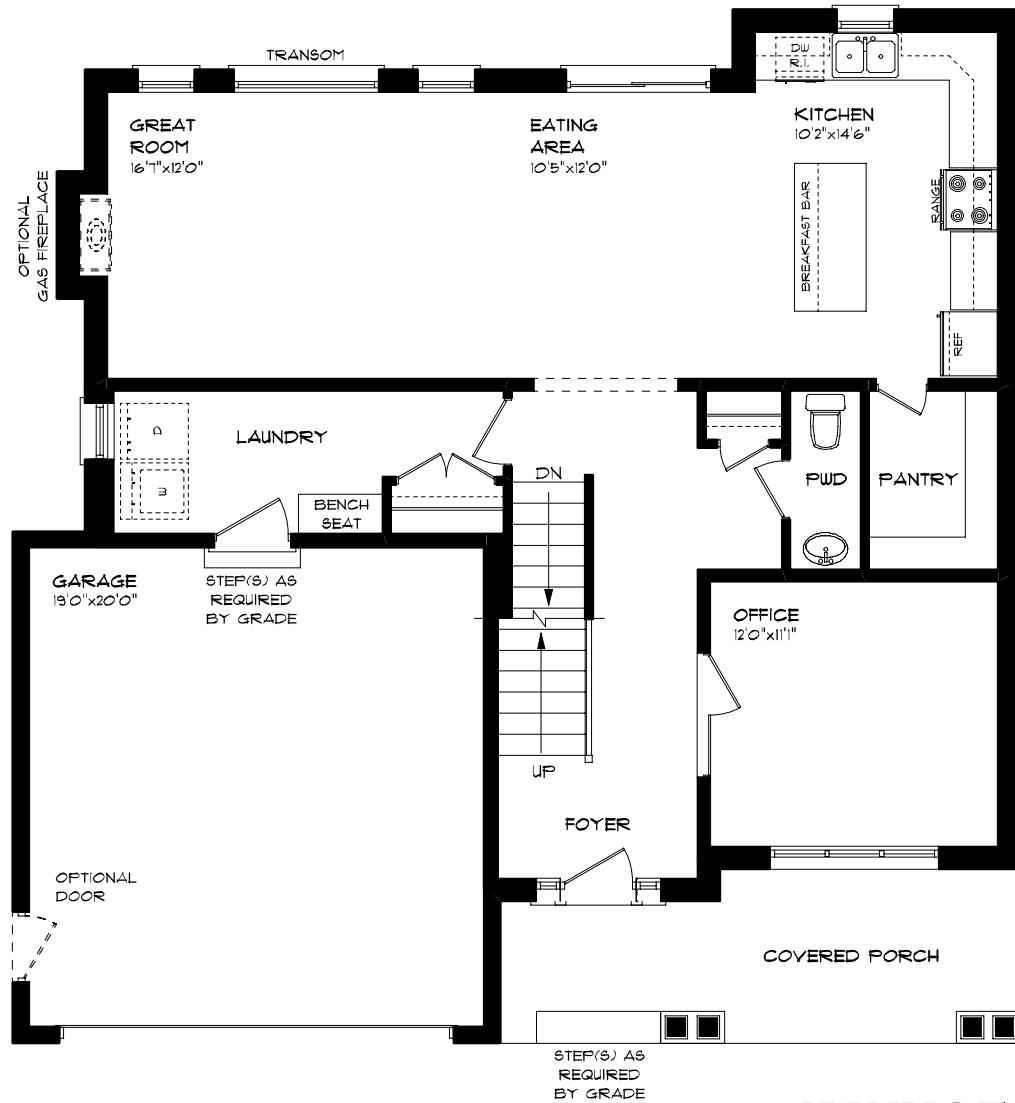 TRANSOM
DW
R.I.
GREAT
ROOM
16'7"x12'0"
EATING
AREA
10'5"x12'0"
KITCHEN
10'2"x14'6"
OPTIONAL
GAS FIREPLACE
BREAKFAST BAR
RANGE
REF
D
W
LAUNDRY
BENCH
SEAT
DN
PWD
PANTRY
GARAGE
19'0"x20'0"
STEP(S) AS
REQUIRED
BY GRADE
OFFICE
12'0"x11'1"
UP
FOYER
OPTIONAL
DOOR
COVERED PORCH
STEP(S) AS
REQUIRED
BY GRADE